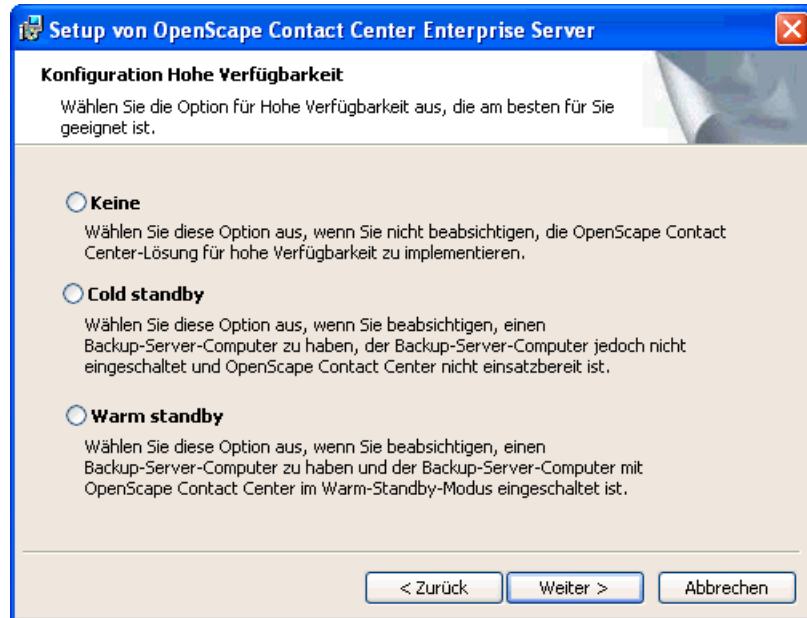 Setup von OpenScape Contact Center Enterprise Server
Konfiguration Hohe Verfügbarkeit
Wählen Sie die Option für Hohe Verfügbarkeit aus, die am besten für Sie
geeignet ist.
Keine
Wählen Sie diese Option aus, wenn Sie nicht beabsichtigen, die OpenScape Contact
Center-Lösung für hohe Verfügbarkeit zu implementieren.
Cold standby
Wählen Sie diese Option aus, wenn Sie beabsichtigen, einen
Backup-Server-Computer zu haben, der Backup-Server-Computer jedoch nicht
eingeschaltet und OpenScape Contact Center nicht einsatzbereit ist.
Warm standby
Wählen Sie diese Option aus, wenn Sie beabsichtigen, einen
Backup-Server-Computer zu haben und der Backup-Server-Computer mit
OpenScape Contact Center im Warm-Standby-Modus eingeschaltet ist.
< Zurück Weiter > Abbrechen